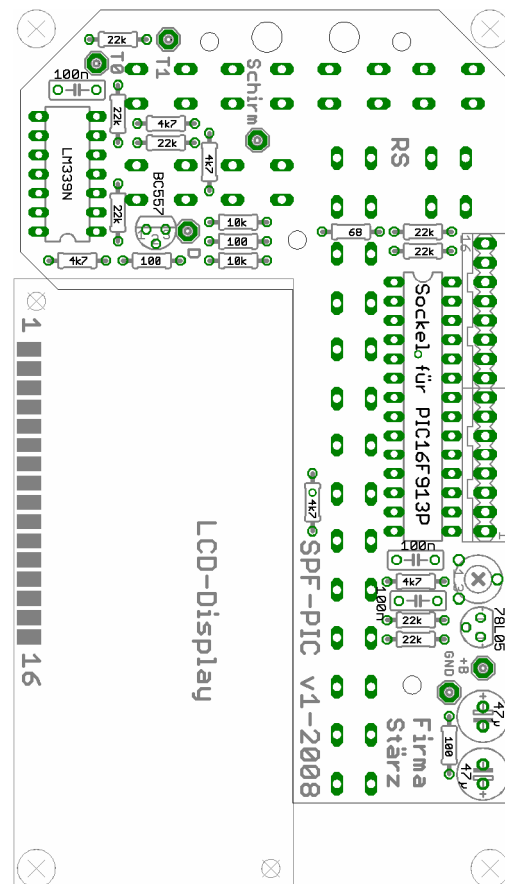 22k
T0
T1
100n
Schirm
22k
4k7
22k
4k7
LM339N
BC557
22k
D
10k
100
10k
4k7
100
RS
68
22k
22k
16
Sockel für PIC16F913P
1
1
4k7
LCD-Display
16
SPF-PIC v1-2008
100n
4k7
100n
22k
22k
78L05
GND
+B
47µ
100
Firma
Stärz
47µ